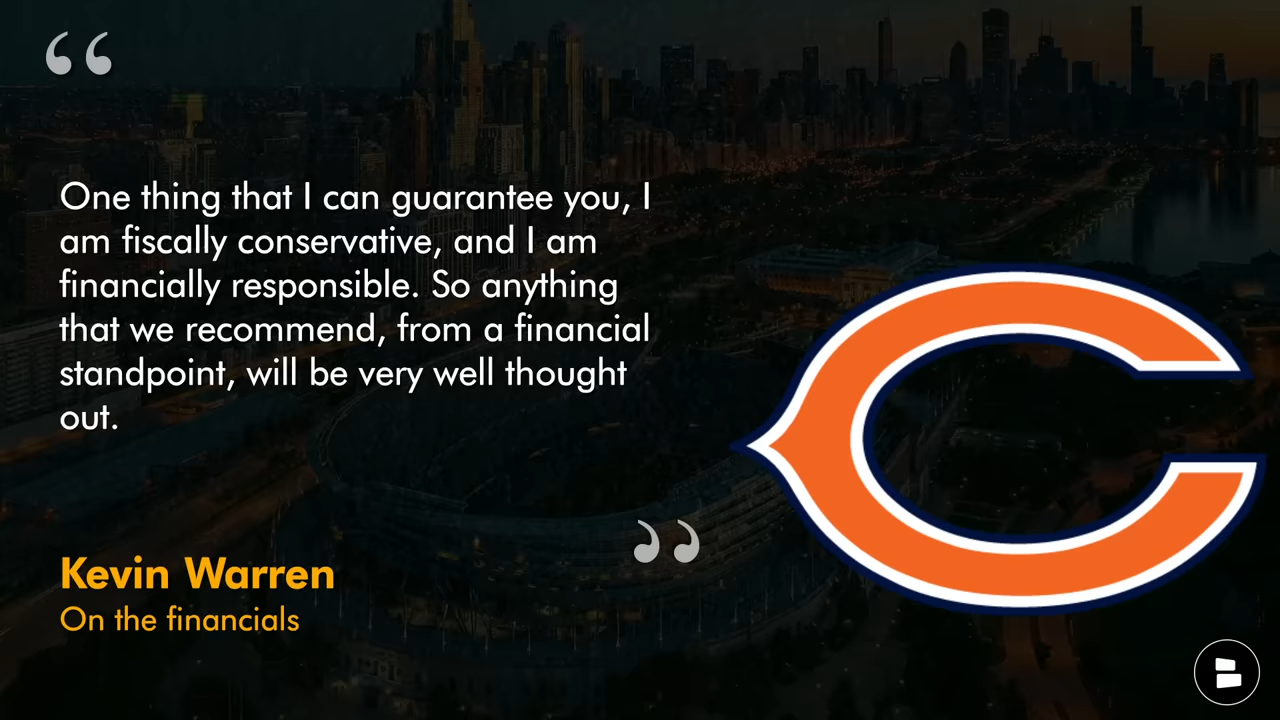 “
One thing that I can guarantee you, I
am fiscally conservative, and I am
financially responsible. So anything
that we recommend, from a financial
standpoint, will be very well thought
out.
”
Kevin Warren
On the financials